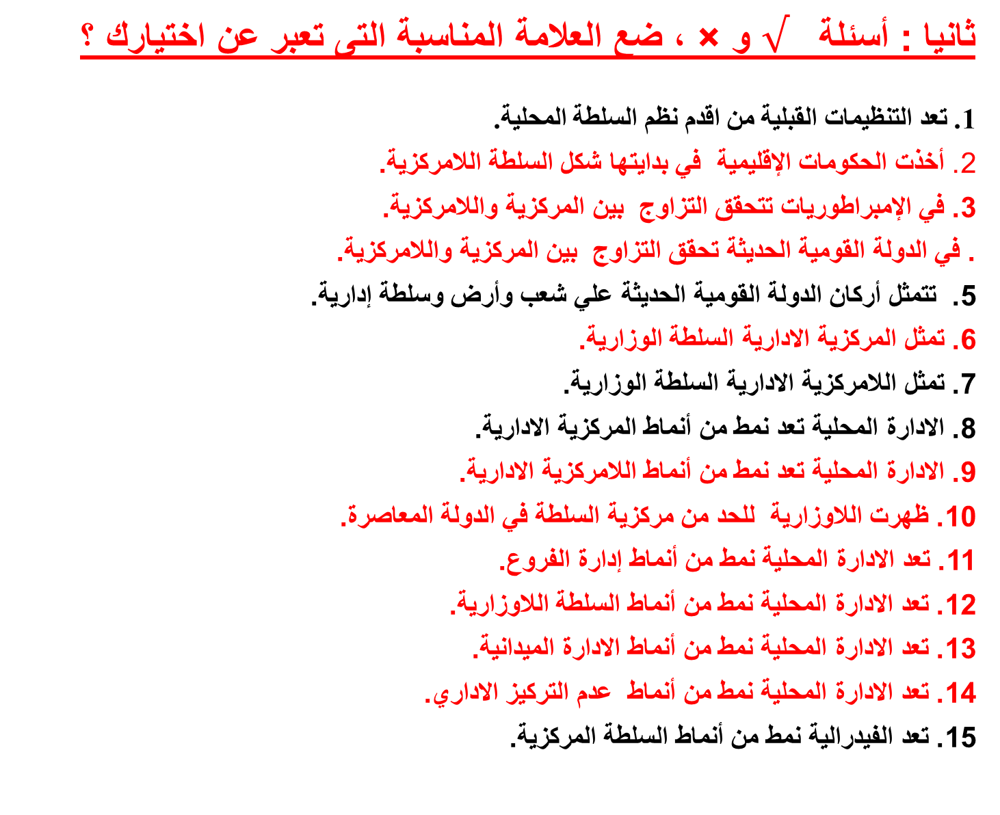 ثانيا : أسئلة √ و × ، ضع العلامة المناسبة التى تعبر عن اختيارك ؟
1. تعد التنظيمات القبلية من اقدم نظم السلطة المحلية.
2. أخذت الحكومات الإقليمية في بدايتها شكل السلطة اللامركزية.
3. في الإمبراطوريات تتحقق التزاوج بين المركزية واللامركزية.
. في الدولة القومية الحديثة تحقق التزاوج بين المركزية واللامركزية.
5. تتمثل أركان الدولة القومية الحديثة علي شعب وأرض وسلطة إدارية.
6. تمثل المركزية الادارية السلطة الوزارية.
7. تمثل اللامركزية الادارية السلطة الوزارية.
8. الادارة المحلية تعد نمط من أنماط المركزية الادارية.
9. الادارة المحلية تعد نمط من أنماط اللامركزية الادارية.
10. ظهرت اللاوزارية للحد من مركزية السلطة في الدولة المعاصرة.
11. تعد الادارة المحلية نمط من أنماط إدارة الفروع.
12. تعد الادارة المحلية نمط من أنماط السلطة اللاوزارية.
13. تعد الادارة المحلية نمط من أنماط الادارة الميدانية.
14. تعد الادارة المحلية نمط من أنماط عدم التركيز الاداري.
15. تعد الفيدرالية نمط من أنماط السلطة المركزية.